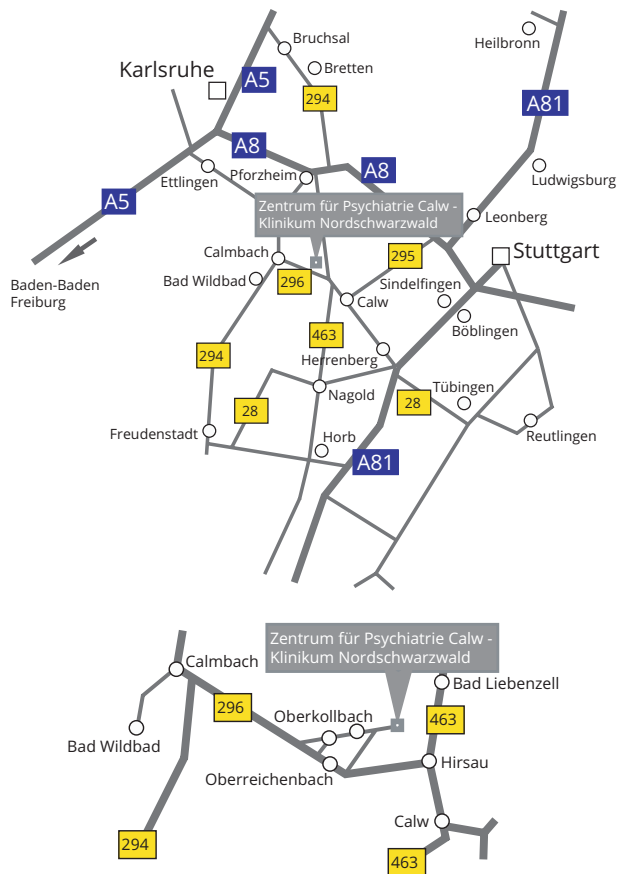 Heilbronn
Bruchsal
Bretten
Karlsruhe
A5
294
A81
A8
A8
Ettlingen
Pforzheim
Ludwigsburg
A5
Zentrum für Psychiatrie Calw -
Klinikum Nordschwarzwald
Leonberg
Calmbach
295
Stuttgart
Baden-Baden
Freiburg
Bad Wildbad
296
Sindelfingen
Calw
463
Böblingen
294
Herrenberg
Nagold
28
28
Tübingen
Freudenstadt
Horb
Reutlingen
A81
Zentrum für Psychiatrie Calw -
Klinikum Nordschwarzwald
Calmbach
Bad Liebenzell
296
Oberkollbach
463
Bad Wildbad
Oberreichenbach
Hirsau
Calw
294
463